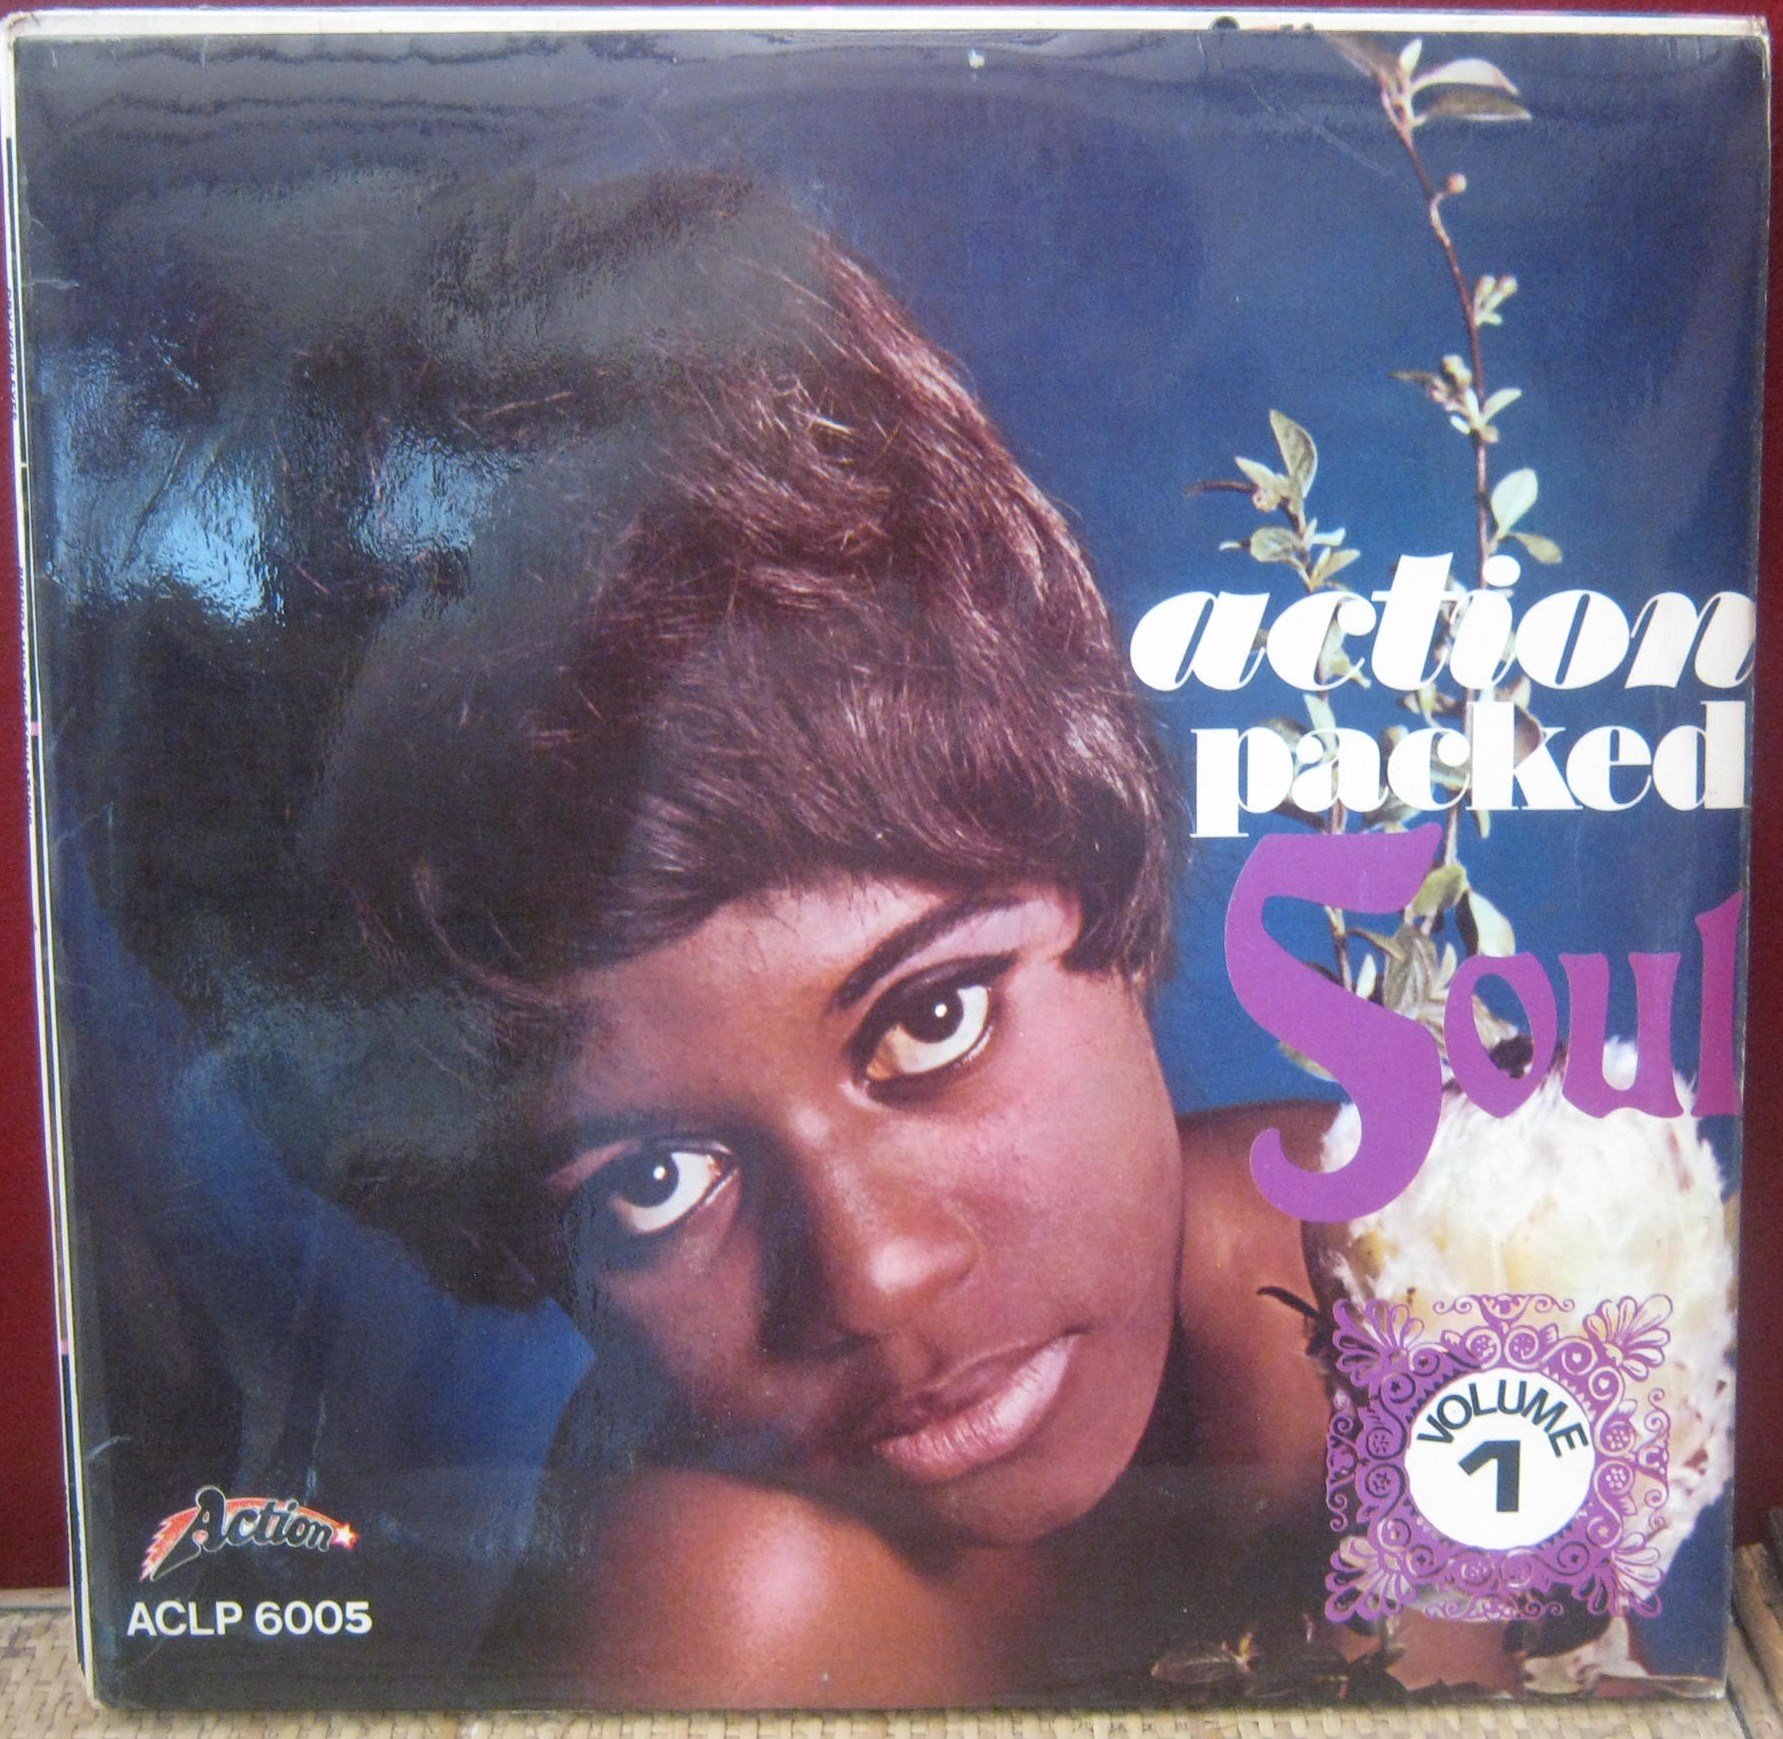 action
packed
Soul
VOLUME
1
Action
ACLP 6005